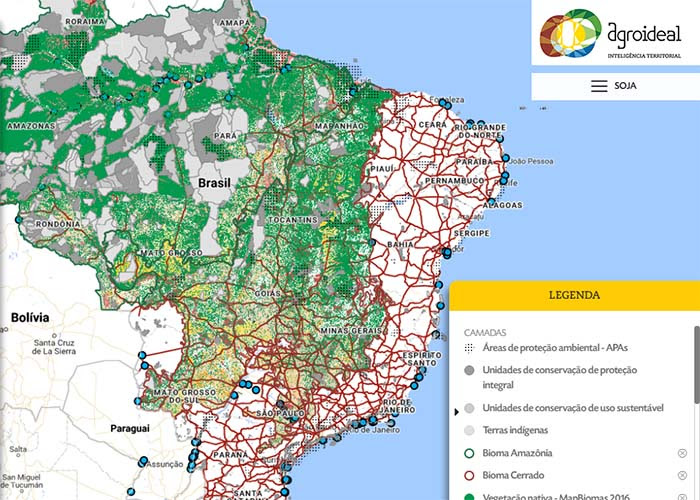 RORAIMA
AMAPÁ
AMAZONAS
PARÁ
MARANHÃO
Fortaleza
CEARÁ
RIO GRANDE
DO NORTE
PARAÍBA
João Pessoa
PIAUÍ
PERNAMBUCO
ALAGOAS
SERGIPE
BAHIA
Brasil
TOCANTINS
RONDÔNIA
MATO GROSSO
GOIÁS
MINAS GERAIS
ESPÍRITO
SANTO
Bolívia
Santa Cruz
de La Sierra
MATO GROSSO
DO SUL
SÃO PAULO
RIO DE
JANEIRO
Rio de Janeiro
Paraguai
PARANÁ
Assunção
Salta
San Miguel
de Tucumán
SANTA
agroideal
INTELIGÊNCIA TERRITORIAL
SOJA
LEGENDA
CAMADAS
Áreas de proteção ambiental - APAs
Unidades de conservação de proteção
integral
Unidades de conservação de uso sustentável
Terras indígenas
Bioma Amazônia
Bioma Cerrado
Vegetação nativa - MapBiomas 2016